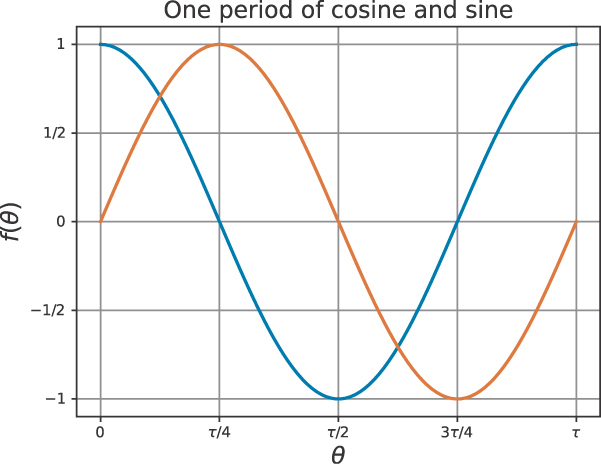 One period of cosine and sine
f(θ)
1
1/2
0
−1/2
−1
0 τ/4 τ/2 3τ/4 τ
θ